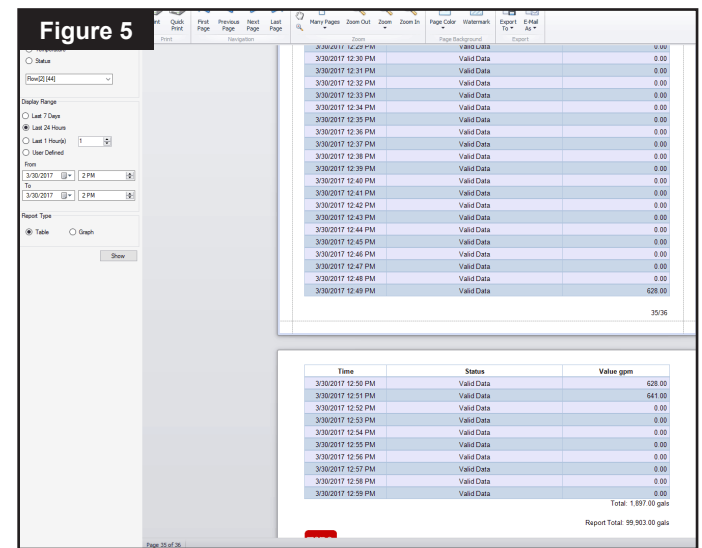 Figure 5
nt Quick Print First Page Previous Page Next Page Last Page Many Pages Zoom Out Zoom Zoom In Page Color Watermark Export To E-Mail As
Print Navigation Zoom Page Background Export
Temperature
Status
Flow[2] [44]
Display Range
Last 7 Days
Last 24 Hours
Last 1 Hour(s) 1
User Defined
From
3/30/2017 2 PM
To
3/30/2017 2 PM
Report Type
Table Graph
Show
3/30/2017 12:29 PM Valid Data 0.00
3/30/2017 12:30 PM Valid Data 0.00
3/30/2017 12:31 PM Valid Data 0.00
3/30/2017 12:32 PM Valid Data 0.00
3/30/2017 12:33 PM Valid Data 0.00
3/30/2017 12:34 PM Valid Data 0.00
3/30/2017 12:35 PM Valid Data 0.00
3/30/2017 12:36 PM Valid Data 0.00
3/30/2017 12:37 PM Valid Data 0.00
3/30/2017 12:38 PM Valid Data 0.00
3/30/2017 12:39 PM Valid Data 0.00
3/30/2017 12:40 PM Valid Data 0.00
3/30/2017 12:41 PM Valid Data 0.00
3/30/2017 12:42 PM Valid Data 0.00
3/30/2017 12:43 PM Valid Data 0.00
3/30/2017 12:44 PM Valid Data 0.00
3/30/2017 12:45 PM Valid Data 0.00
3/30/2017 12:46 PM Valid Data 0.00
3/30/2017 12:47 PM Valid Data 0.00
3/30/2017 12:48 PM Valid Data 0.00
3/30/2017 12:49 PM Valid Data 628.00
35/36
Time Status Value gpm
3/30/2017 12:50 PM Valid Data 628.00
3/30/2017 12:51 PM Valid Data 641.00
3/30/2017 12:52 PM Valid Data 0.00
3/30/2017 12:53 PM Valid Data 0.00
3/30/2017 12:54 PM Valid Data 0.00
3/30/2017 12:55 PM Valid Data 0.00
3/30/2017 12:56 PM Valid Data 0.00
3/30/2017 12:57 PM Valid Data 0.00
3/30/2017 12:58 PM Valid Data 0.00
3/30/2017 12:59 PM Valid Data 0.00
Total: 1,897.00 gals
Report Total: 99,903.00 gals
Page 35 of 36